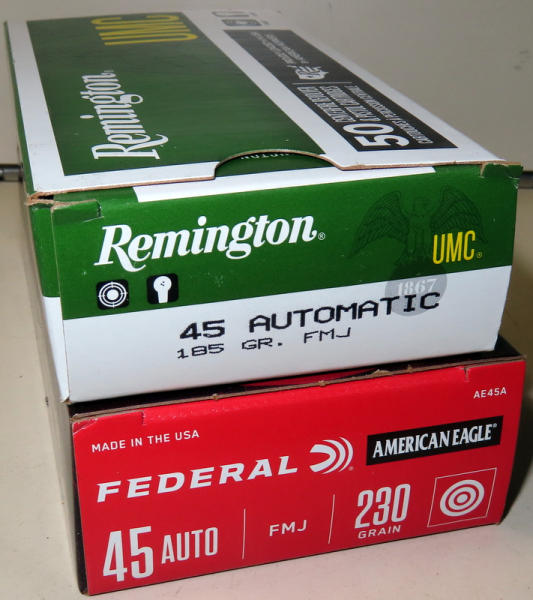 UMC
Remington
50
Remington®
UMC®
1867
45 AUTOMATIC
185 GR. FMJ
AE45A
MADE IN THE USA
AMERICAN EAGLE®
FEDERAL®
45 AUTO
FMJ
230
GRAIN